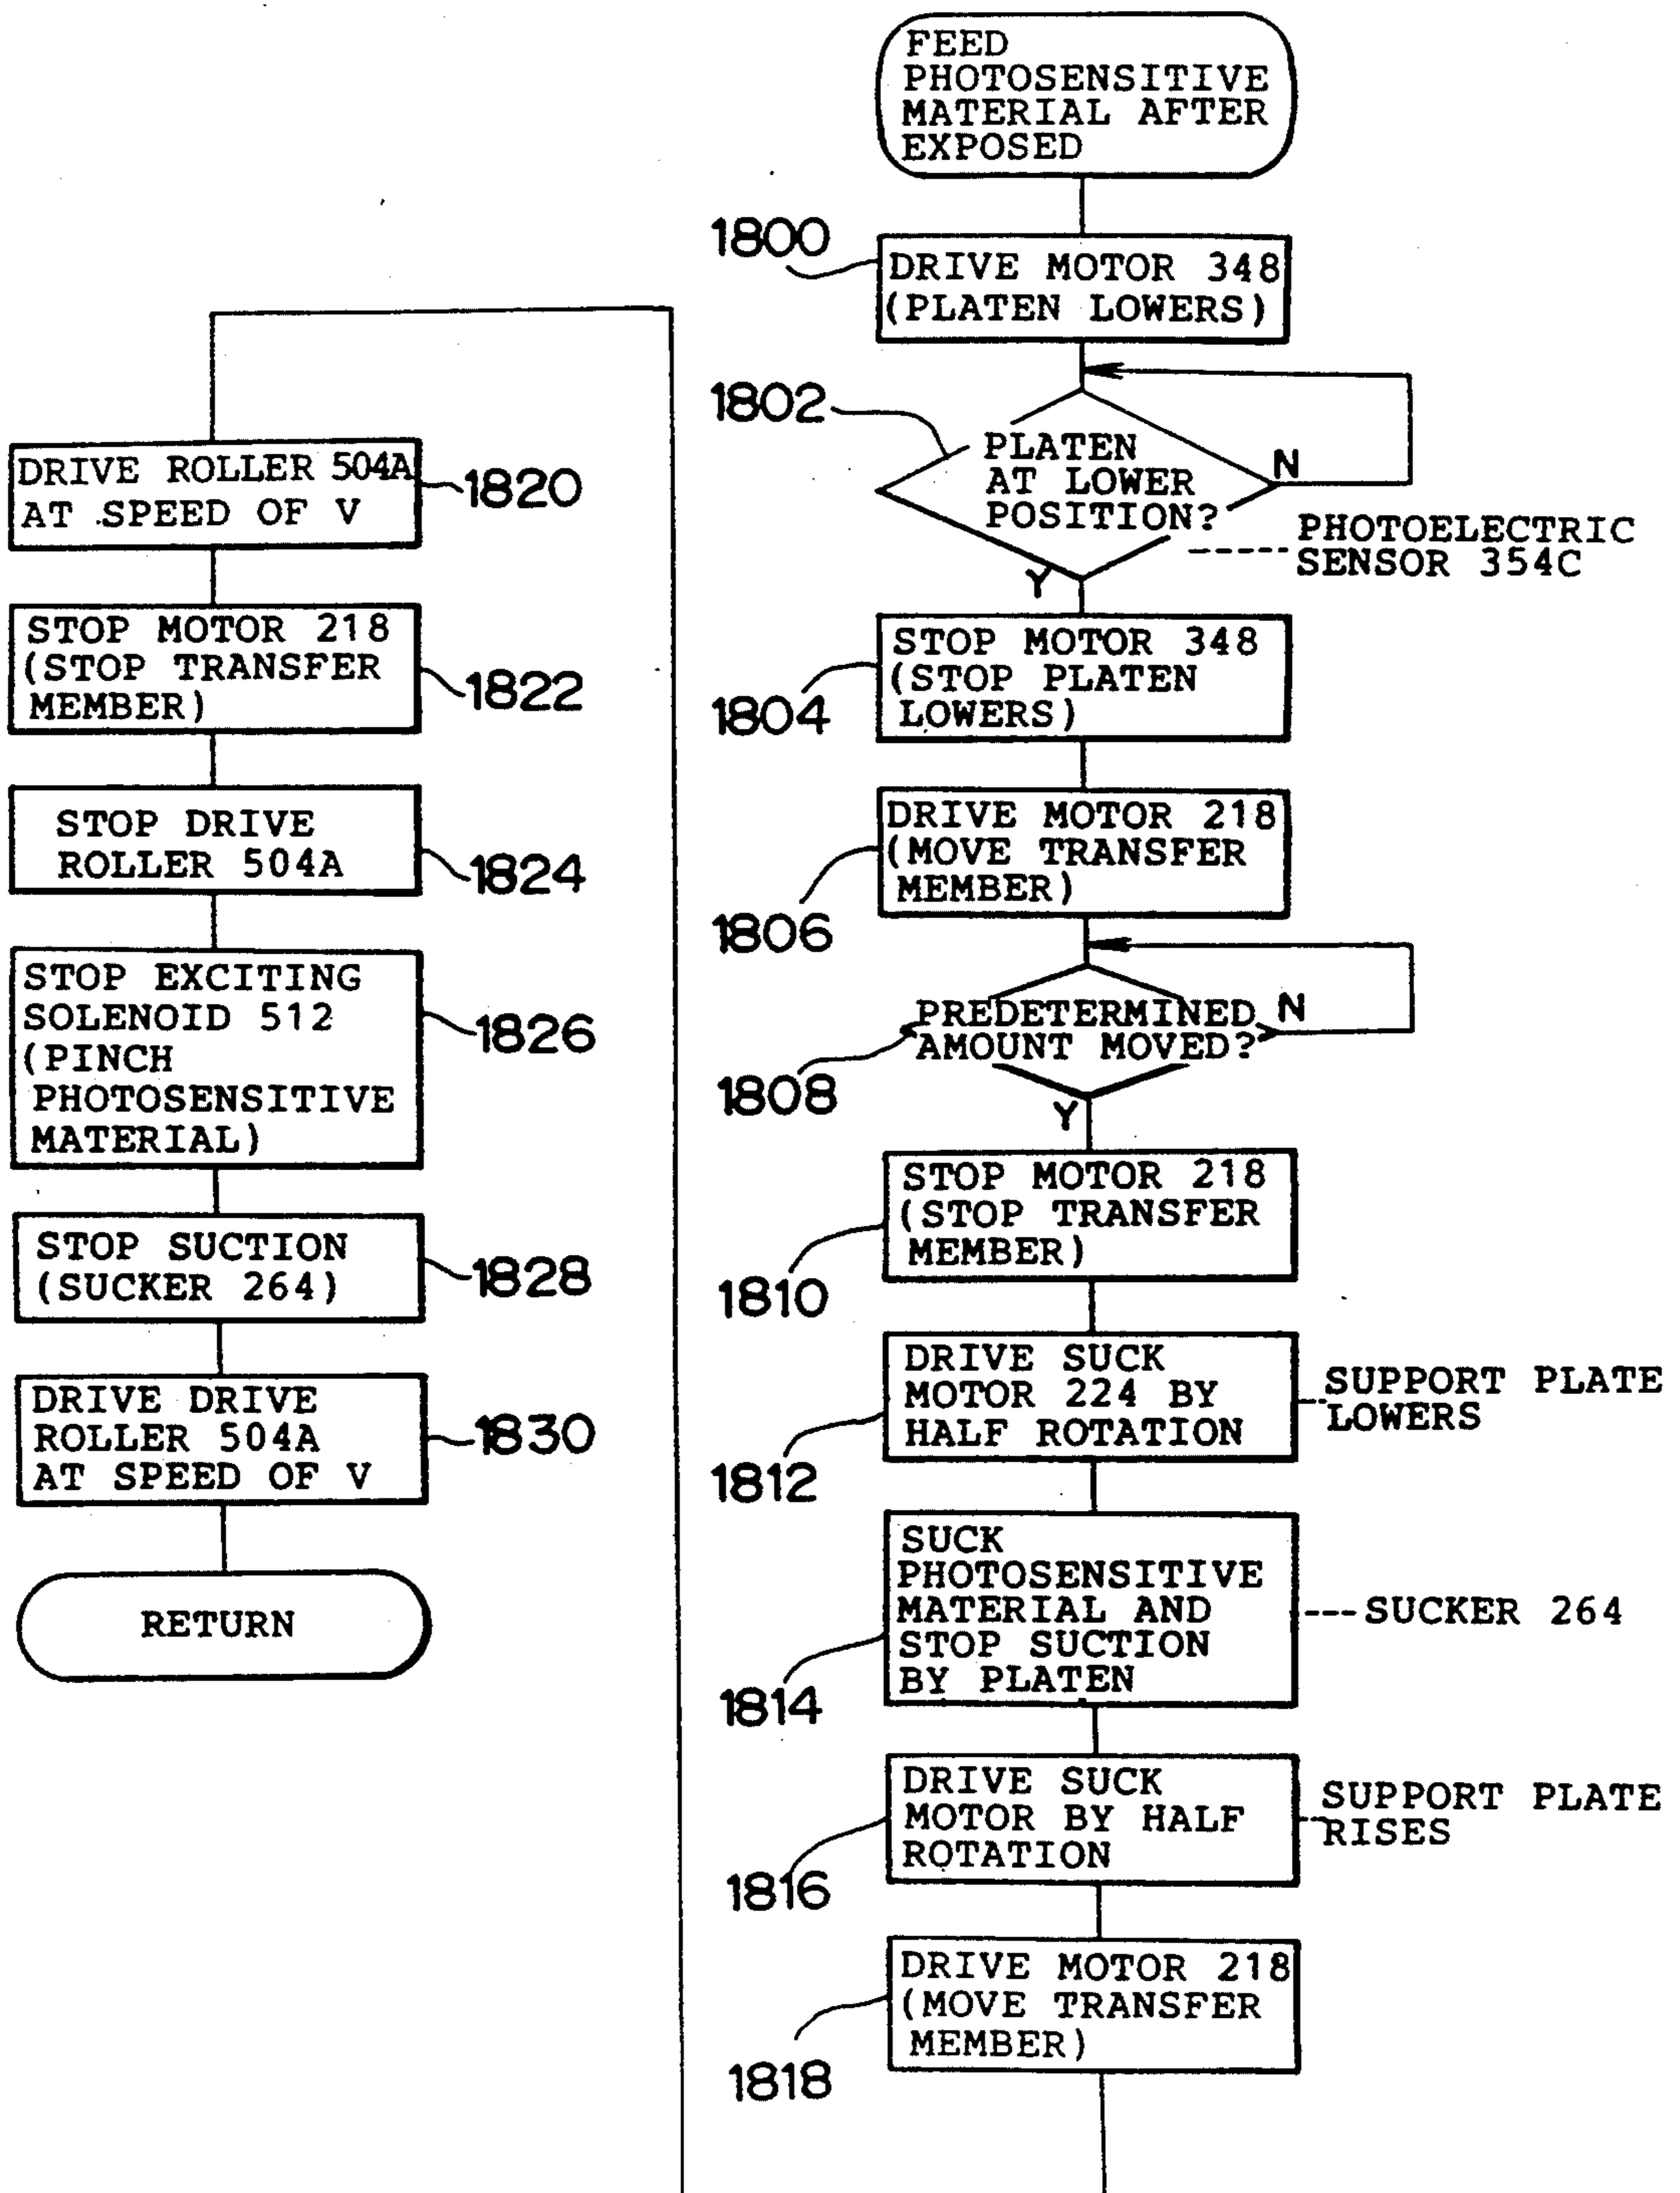 FEED
PHOTOSENSITIVE
MATERIAL AFTER
EXPOSED
1800
DRIVE MOTOR 348
(PLATEN LOWERS)
1802
PLATEN
AT LOWER
POSITION?
N
Y
PHOTOELECTRIC
SENSOR 354C
1804
STOP MOTOR 348
(STOP PLATEN
LOWERS)
1806
DRIVE MOTOR 218
(MOVE TRANSFER
MEMBER)
1808
PREDETERMINED
AMOUNT MOVED?
N
Y
1810
STOP MOTOR 218
(STOP TRANSFER
MEMBER)
1812
DRIVE SUCK
MOTOR 224 BY
HALF ROTATION
SUPPORT PLATE
LOWERS
1814
SUCK
PHOTOSENSITIVE
MATERIAL AND
STOP SUCTION
BY PLATEN
SUCKER 264
1816
DRIVE SUCK
MOTOR BY HALF
ROTATION
SUPPORT PLATE
RISES
1818
DRIVE MOTOR 218
(MOVE TRANSFER
MEMBER)
DRIVE ROLLER 504A
AT SPEED OF V
1820
STOP MOTOR 218
(STOP TRANSFER
MEMBER)
1822
STOP DRIVE
ROLLER 504A
1824
STOP EXCITING
SOLENOID 512
(PINCH
PHOTOSENSITIVE
MATERIAL)
1826
STOP SUCTION
(SUCKER 264)
1828
DRIVE DRIVE
ROLLER 504A
AT SPEED OF V
1830
RETURN